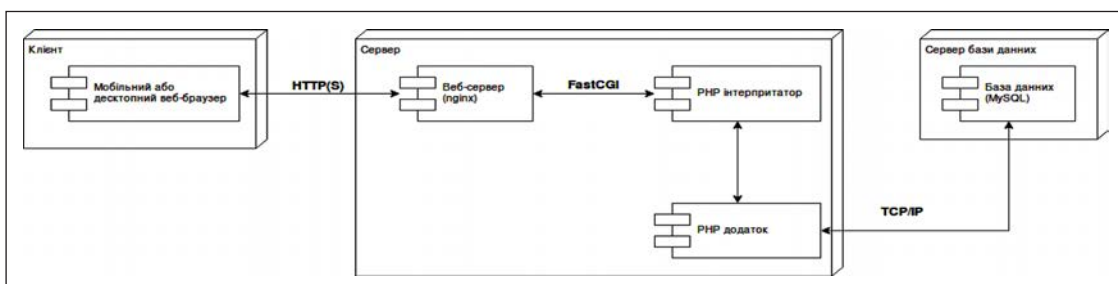 Клієнт
Мобільний або
десктопний веб-браузер
HTTP(S)
Сервер
Веб-сервер
(nginx)
FastCGI
PHP інтерпритатор
PHP додаток
TCP/IP
Сервер бази данних
База данних
(MySQL)